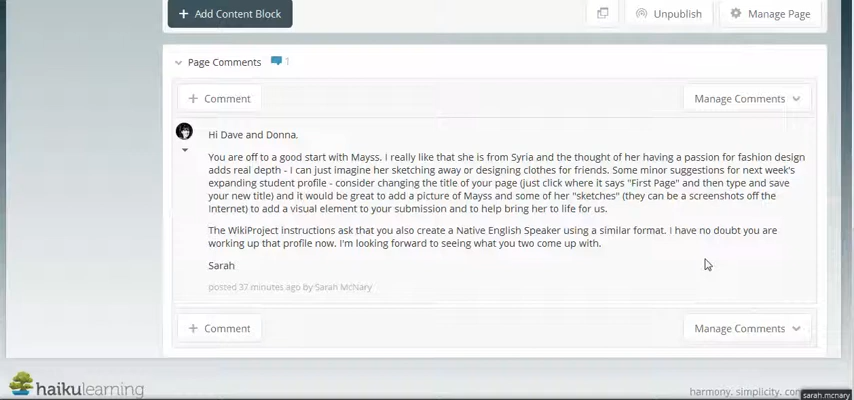 + Add Content Block
Unpublish
Manage Page
Page Comments 1
+ Comment
Manage Comments
Hi Dave and Donna.
You are off to a good start with Mayss. I really like that she is from Syria and the thought of her having a passion for fashion design
adds real depth - I can just imagine her sketching away or designing clothes for friends. Some minor suggestions for next week's
expanding student profile - consider changing the title of your page (just click where it says "First Page" and then type and save
your new title) and it would be great to add a picture of Mayss and some of her "sketches" (they can be a screenshots off the
Internet) to add a visual element to your submission and to help bring her to life for us.
The WikiProject instructions ask that you also create a Native English Speaker using a similar format. I have no doubt you are
working up that profile now. I'm looking forward to seeing what you two come up with.
Sarah
posted 37 minutes ago by Sarah McNary
+ Comment
Manage Comments
haikulearning
harmony. simplicity.
sarah.mcnary